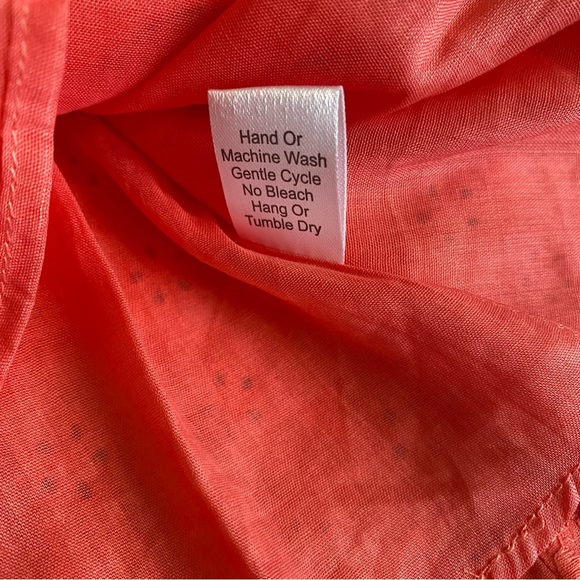 Hand Or
Machine Wash
Gentle Cycle
No Bleach
Hang Or
Tumble Dry